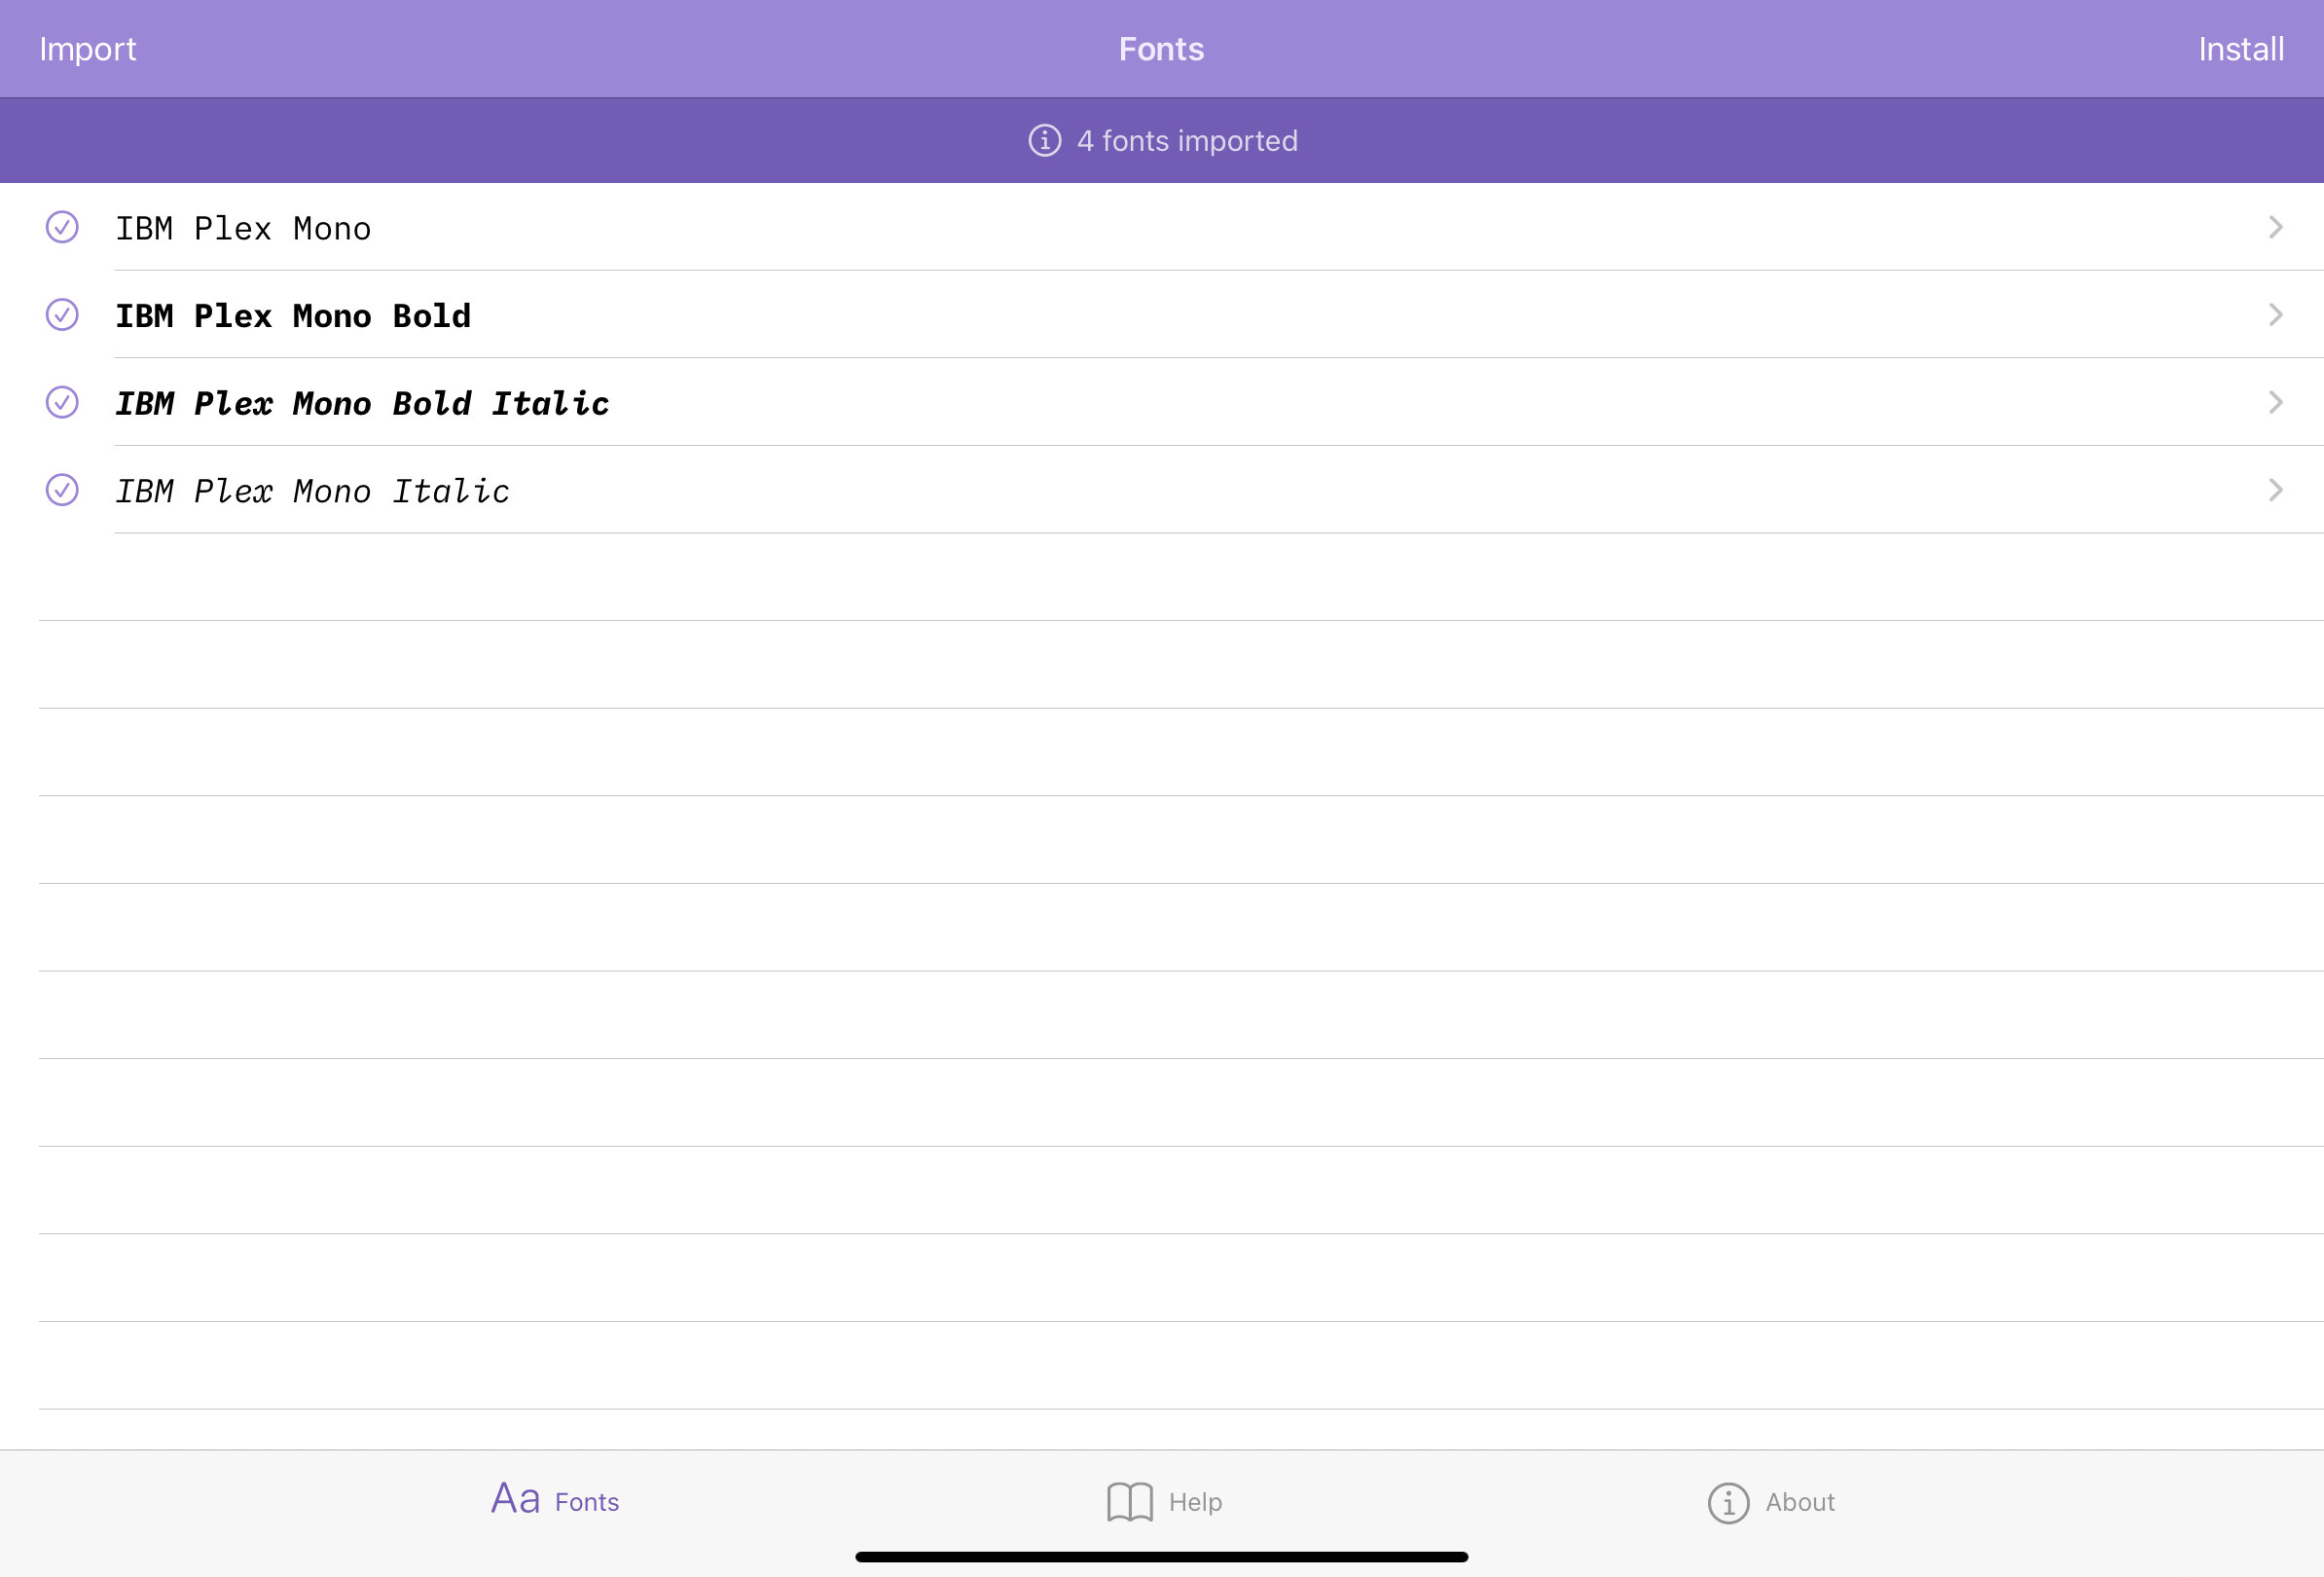 Import
Fonts
Install
4 fonts imported
IBM Plex Mono
IBM Plex Mono Bold
IBM Plex Mono Bold Italic
IBM Plex Mono Italic
Aa Fonts
Help
About